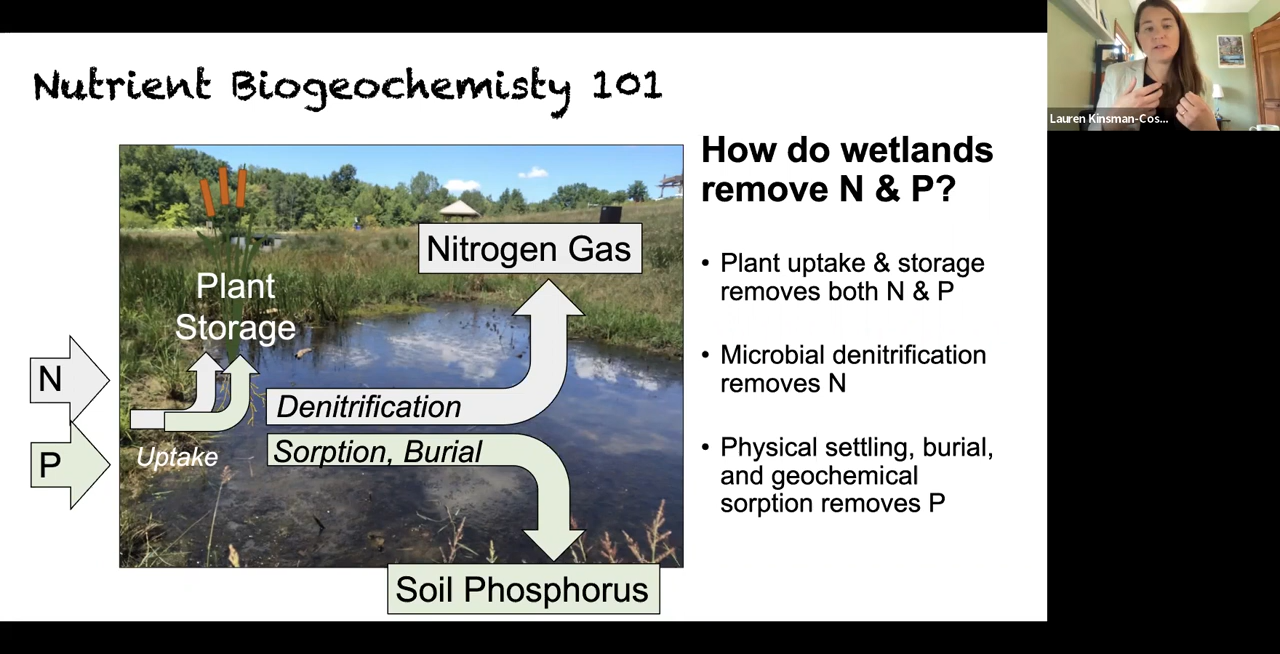 Nutrient Biogeochemisty 101
Lauren Kinsman-Cos...
How do wetlands
remove N & P?
Nitrogen Gas
Plant
Storage
N
Denitrification
P
Sorption, Burial
Uptake
Soil Phosphorus
• Plant uptake & storage
removes both N & P
• Microbial denitrification
removes N
• Physical settling, burial,
and geochemical
sorption removes P